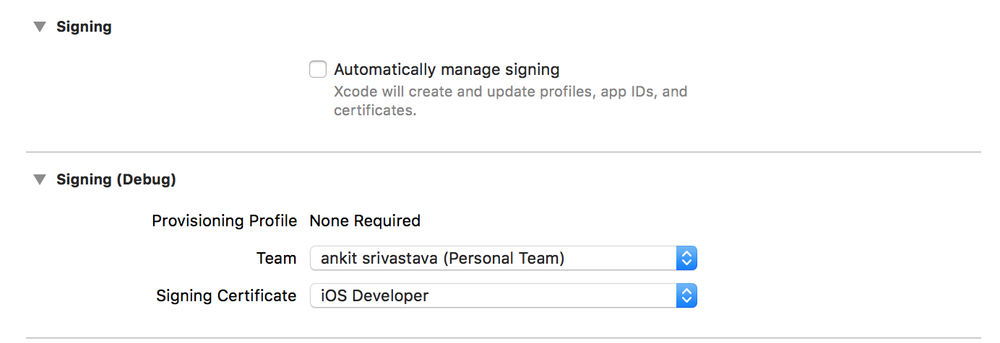 Signing
Automatically manage signing
Xcode will create and update profiles, app IDs, and
certificates.
Signing (Debug)
Provisioning Profile None Required
Team ankit srivastava (Personal Team)
Signing Certificate iOS Developer